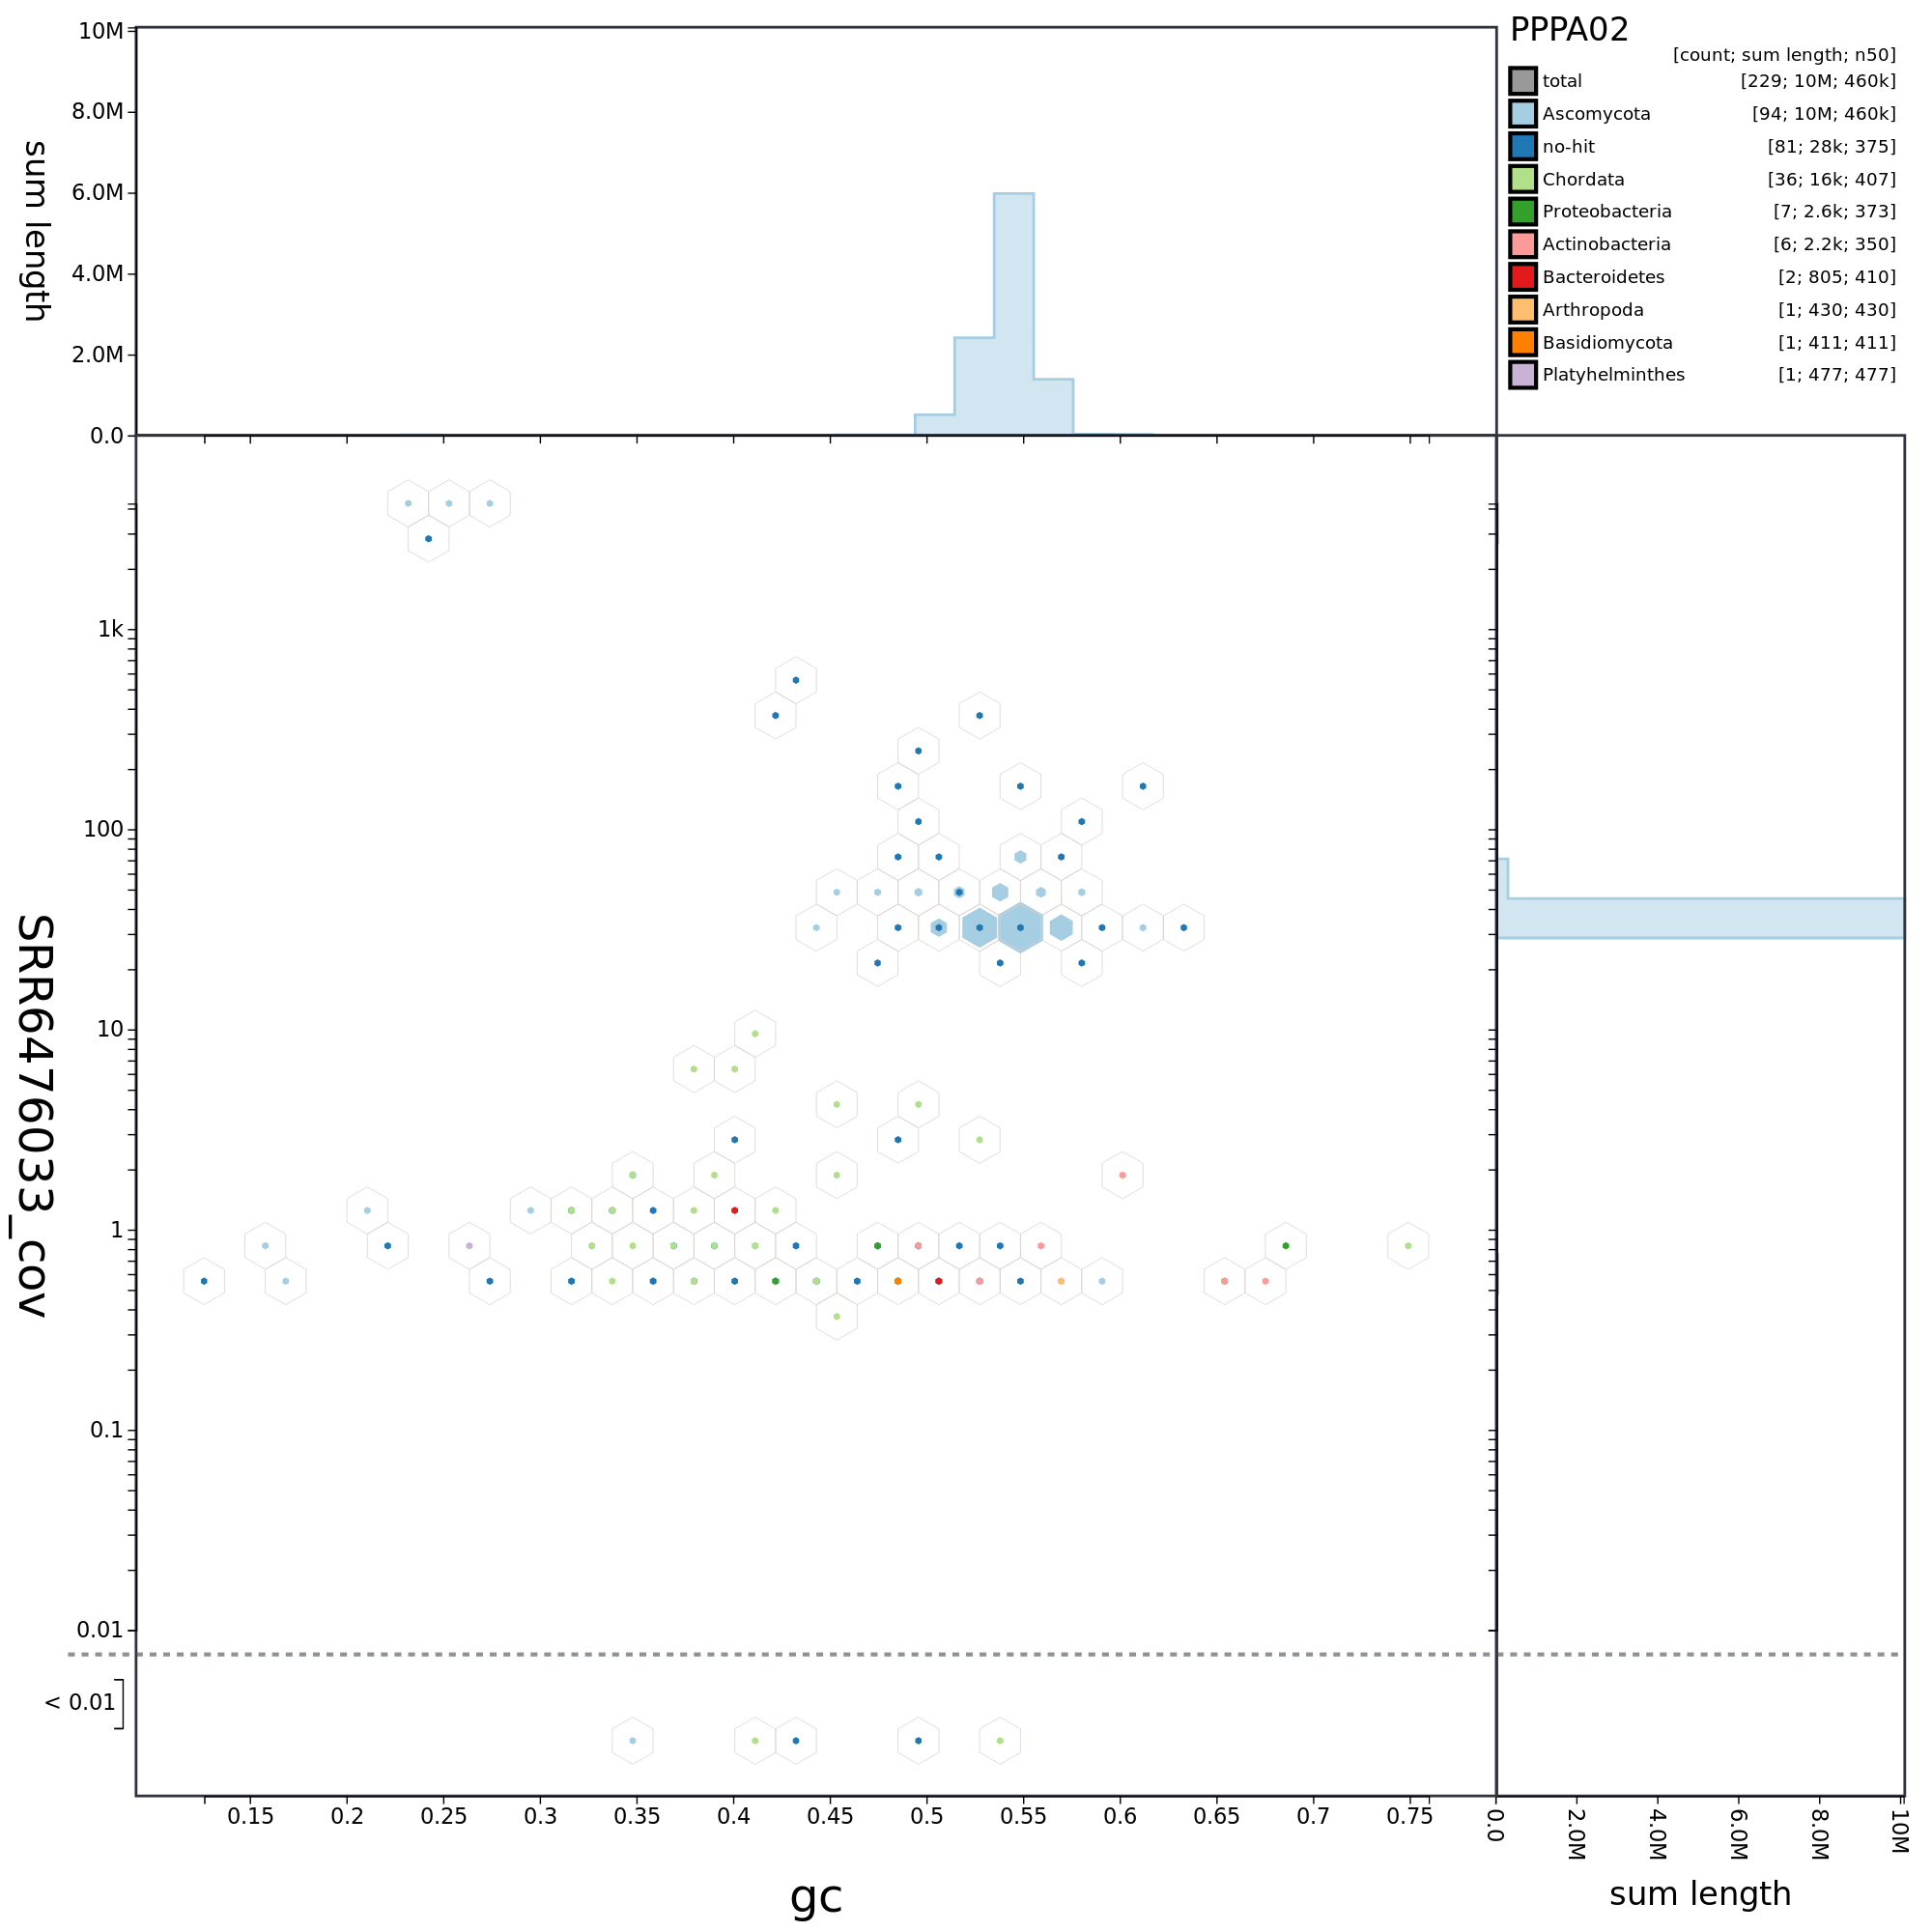 PPPA02
[count; sum length; n50]
total [229; 10M; 460k]
Ascomycota [94; 10M; 460k]
no-hit [81; 28k; 375]
Chordata [36; 16k; 407]
Proteobacteria [7; 2.6k; 373]
Actinobacteria [6; 2.2k; 350]
Bacteroidetes [2; 805; 410]
Arthropoda [1; 430; 430]
Basidiomycota [1; 411; 411]
Platyhelminthes [1; 477; 477]
sum length
10M
8.0M
6.0M
4.0M
2.0M
0.0
SRR6476033_cov
1k
100
10
1
0.1
0.01
< 0.01
0.15 0.2 0.25 0.3 0.35 0.4 0.45 0.5 0.55 0.6 0.65 0.7 0.75
gc
0.0 2.0M 4.0M 6.0M 8.0M 10M
sum length